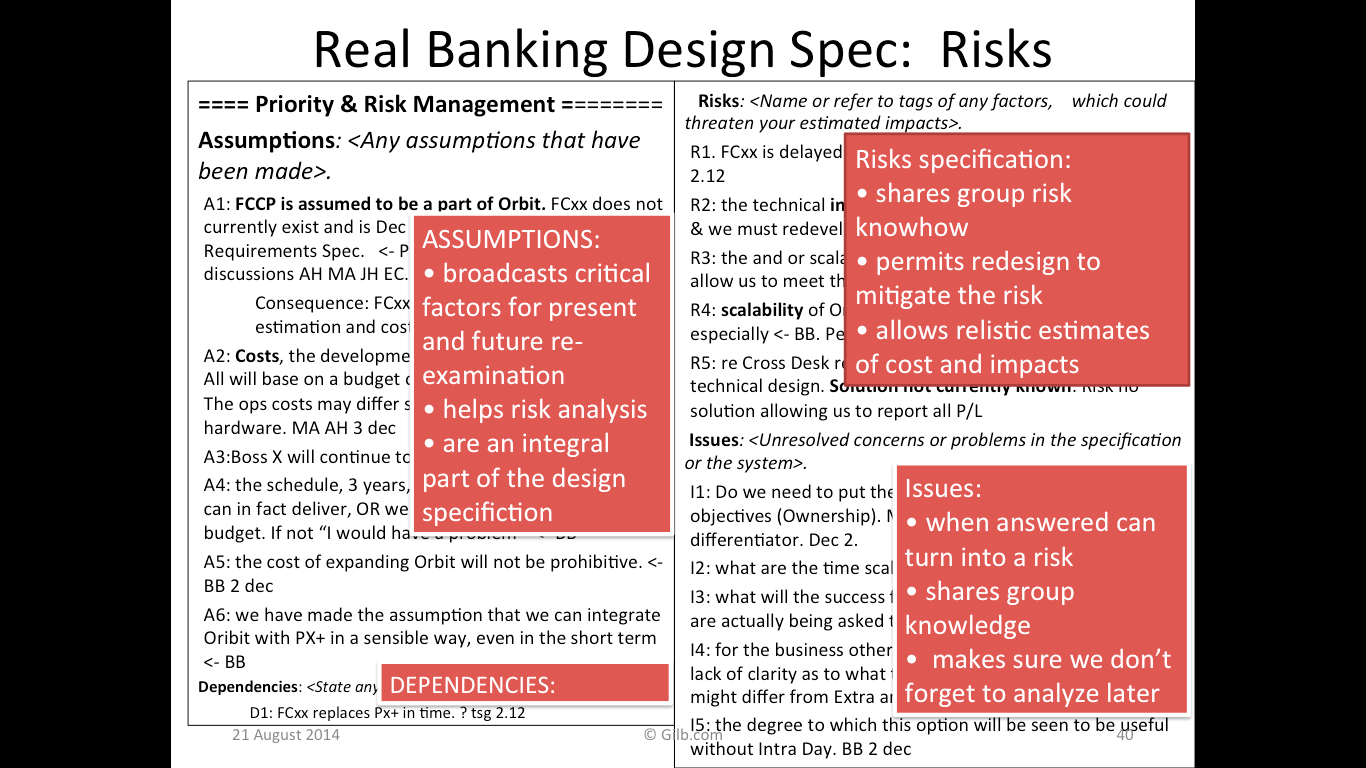 Real Banking Design Spec: Risks
==== Priority & Risk Management ========
Assumptions: <Any assumptions that have
been made>.
A1: FCCP is assumed to be a part of Orbit. FCxx does not
currently exist and is Dec
Requirements Spec. <- P
discussions AH MA JH EC.
Consequence: FCxx
estimation and cost
A2: Costs, the developme
All will base on a budget
The ops costs may differ s
hardware. MA AH 3 dec
A3:Boss X will continue to
A4: the schedule, 3 years,
can in fact deliver, OR we
budget. If not “I would have a problem” <- BB
A5: the cost of expanding Orbit will not be prohibitive. <-
BB 2 dec
A6: we have made the assumption that we can integrate
Oribit with PX+ in a sensible way, even in the short term
<- BB
Dependencies: <State any
D1: FCxx replaces Px+ in time. ? tsg 2.12
ASSUMPTIONS:
• broadcasts critical
factors for present
and future re-
examination
• helps risk analysis
• are an integral
part of the design
specifiction
DEPENDENCIES:
Risks: <Name or refer to tags of any factors, which could
threaten your estimated impacts>.
R1. FCxx is delayed
2.12
R2: the technical in
& we must redevel
R3: the and or scala
allow us to meet th
R4: scalability of Or
especially <- BB. Pe
R5: re Cross Desk re
technical design. Solution not currently known. Risk no
solution allowing us to report all P/L
Issues: <Unresolved concerns or problems in the specification
or the system>.
I1: Do we need to put the
objectives (Ownership). M
differentiator. Dec 2.
I2: what are the time scal
I3: what will the success f
are actually being asked t
I4: for the business other
lack of clarity as to what
might differ from Extra an
I5: the degree to which this option will be seen to be useful
without Intra Day. BB 2 dec
Risks specification:
• shares group risk
knowhow
• permits redesign to
mitigate the risk
• allows relistic estimates
of cost and impacts
Issues:
• when answered can
turn into a risk
• shares group
knowledge
• makes sure we don’t
forget to analyze later
21 August 2014
© Gilb.com
40